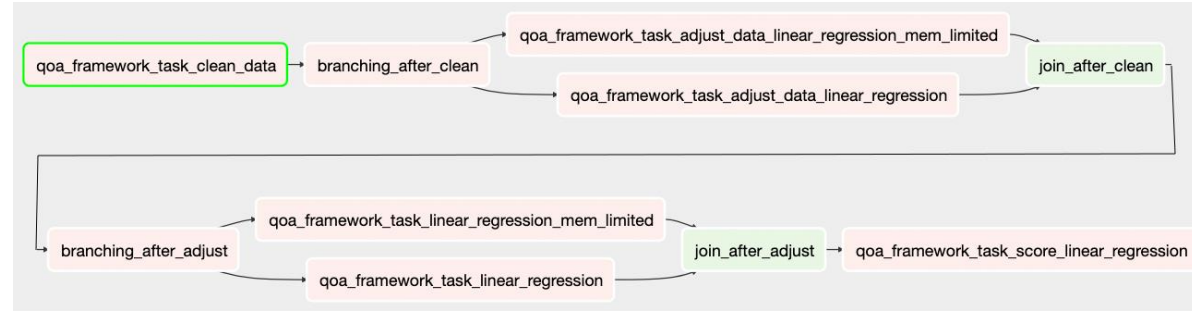 qoa_framework_task_clean_data
branching_after_clean
qoa_framework_task_adjust_data_linear_regression_mem_limited
qoa_framework_task_adjust_data_linear_regression
join_after_clean
branching_after_adjust
qoa_framework_task_linear_regression_mem_limited
qoa_framework_task_linear_regression
join_after_adjust
qoa_framework_task_score_linear_regression